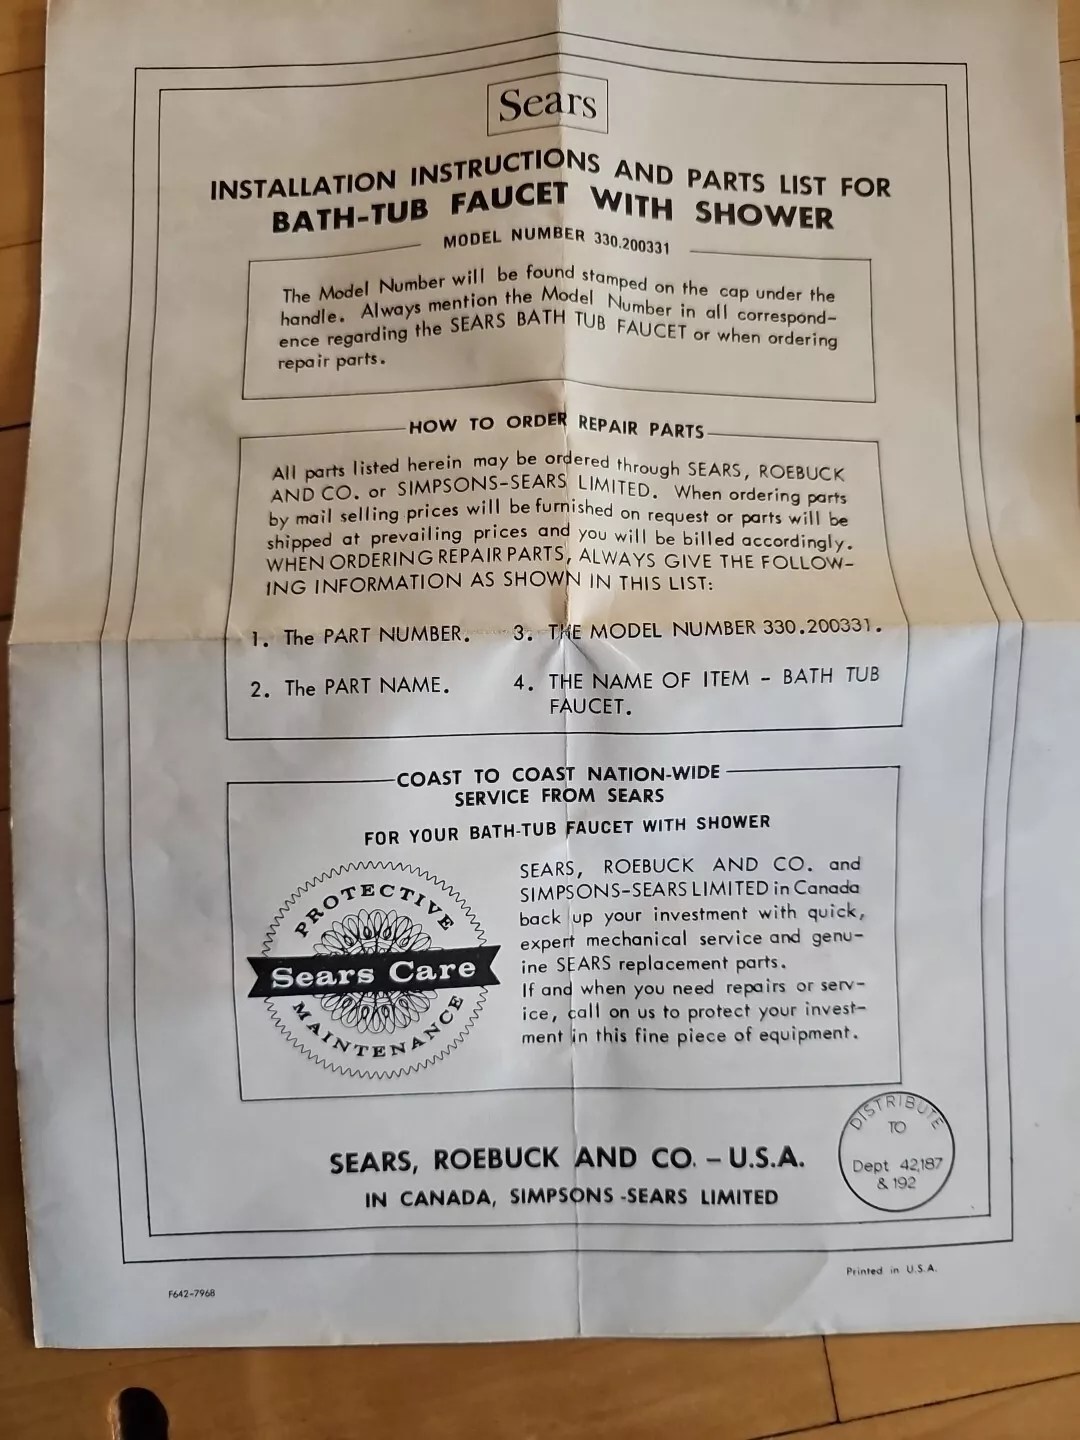 Sears
INSTALLATION INSTRUCTIONS AND PARTS LIST FOR
BATH-TUB FAUCET WITH SHOWER
MODEL NUMBER 330.200331
The Model Number will be found stamped on the cap under the
handle. Always mention the Model Number in all correspond-
ence regarding the SEARS BATH TUB FAUCET or when ordering
repair parts.
HOW TO ORDER REPAIR PARTS
All parts listed herein may be ordered through SEARS, ROEBUCK
AND CO. or SIMPSONS-SEARS LIMITED. When ordering parts
by mail selling prices will be furnished on request or parts will be
shipped at prevailing prices and you will be billed accordingly.
WHEN ORDERING REPAIR PARTS, ALWAYS GIVE THE FOLLOW-
ING INFORMATION AS SHOWN IN THIS LIST:
1. The PART NUMBER.
2. The PART NAME.
3. THE MODEL NUMBER 330.200331.
4. THE NAME OF ITEM - BATH TUB
FAUCET.
COAST TO COAST NATION-WIDE
SERVICE FROM SEARS
FOR YOUR BATH-TUB FAUCET WITH SHOWER
PROTECTIVE
Sears Care
MAINTENANCE
SEARS, ROEBUCK AND CO. and
SIMPSONS-SEARS LIMITED in Canada
back up your investment with quick,
expert mechanical service and genu-
ine SEARS replacement parts.
If and when you need repairs or serv-
ice, call on us to protect your invest-
ment in this fine piece of equipment.
SEARS, ROEBUCK AND CO. - U.S.A.
IN CANADA, SIMPSONS-SEARS LIMITED
DISTRIBUTE
TO
Dept 42,187
& 192
Printed in U.S.A.
F642-7968